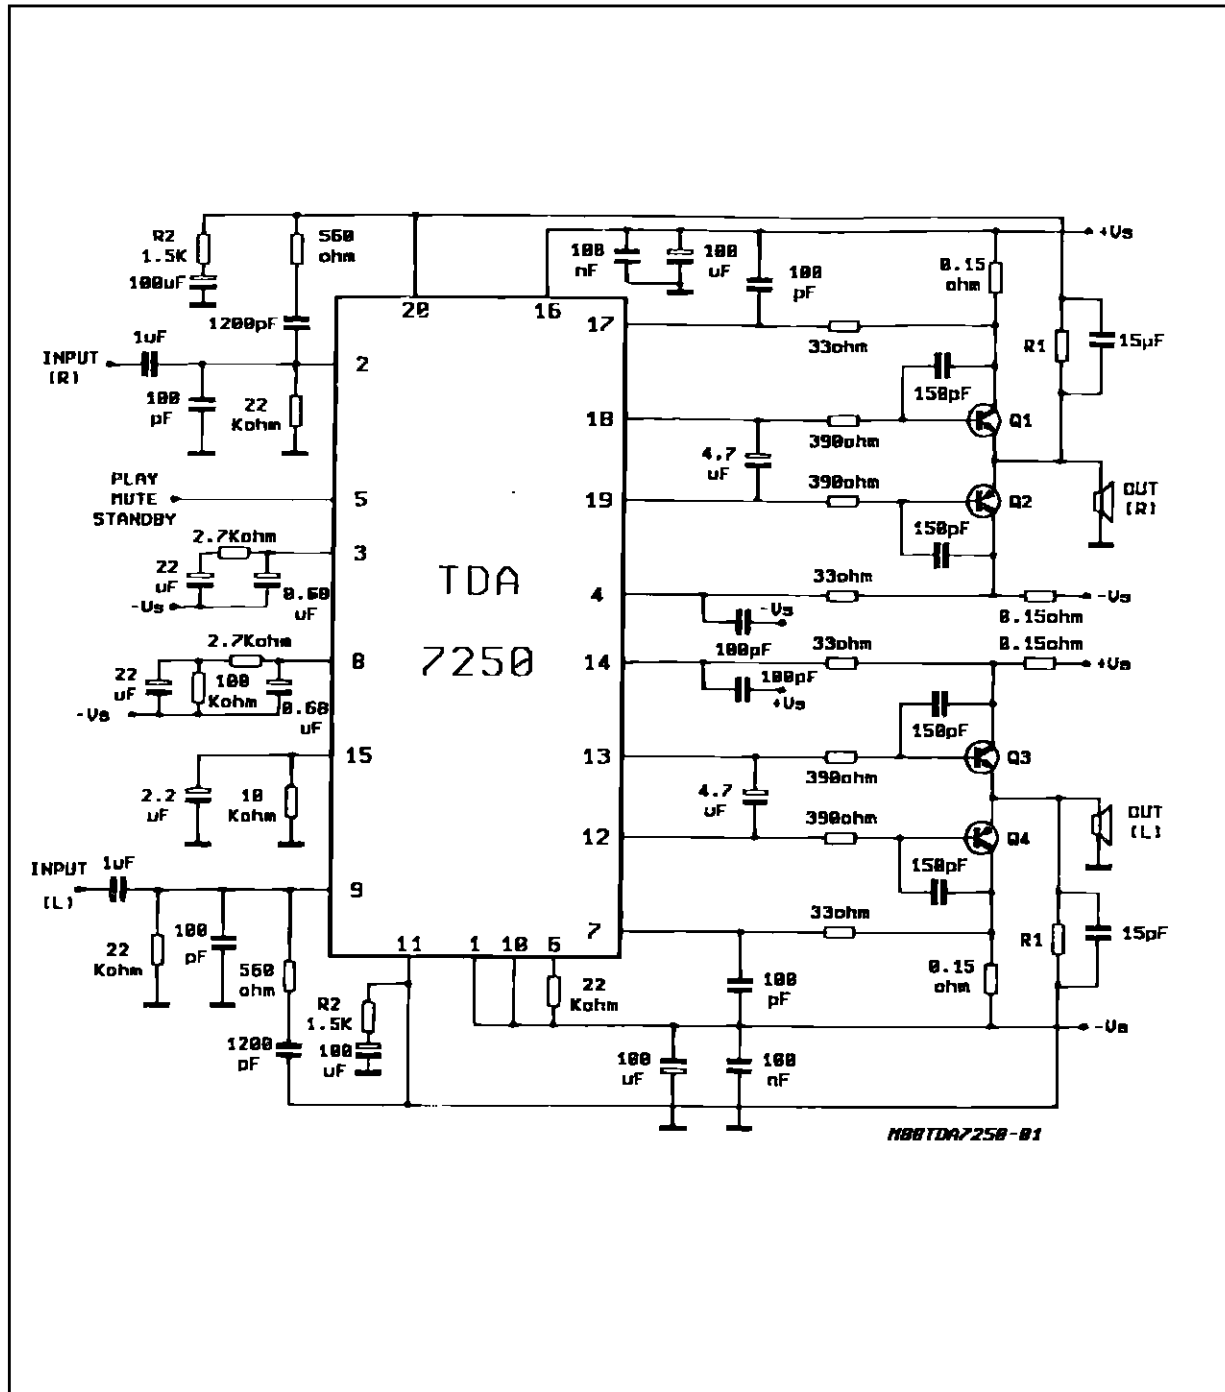 R2
1.5K
100uF
560
ohm
1200pF
1uF
INPUT
(R)
100
pF
22
Kohm
PLAY
MUTE
STANDBY
2.7Kohm
22
uF
-Vs
0.68
uF
2.7Kohm
22
uF
100
Kohm
-Vs
0.68
uF
2.2
uF
10
Kohm
INPUT
(L)
1uF
22
Kohm
100
pF
560
ohm
1200
pF
R2
1.5K
100
uF
20
16
2
5
3
8
15
9
11
1
10
6
17
18
19
4
14
13
12
7
TDA
7250
22
Kohm
100
nF
100
uF
100
pF
+Vs
0.15
ohm
33ohm
R1
15µF
150pF
390ohm
Q1
4.7
uF
390ohm
Q2
OUT
(R)
150pF
33ohm
-Vs
0.15ohm
-Vs
100pF
33ohm
0.15ohm
+Vs
100pF
+Vs
150pF
390ohm
Q3
4.7
uF
390ohm
Q4
OUT
(L)
150pF
33ohm
R1
15pF
0.15
ohm
100
pF
-Vs
100
uF
100
nF
M88TDA7250-01